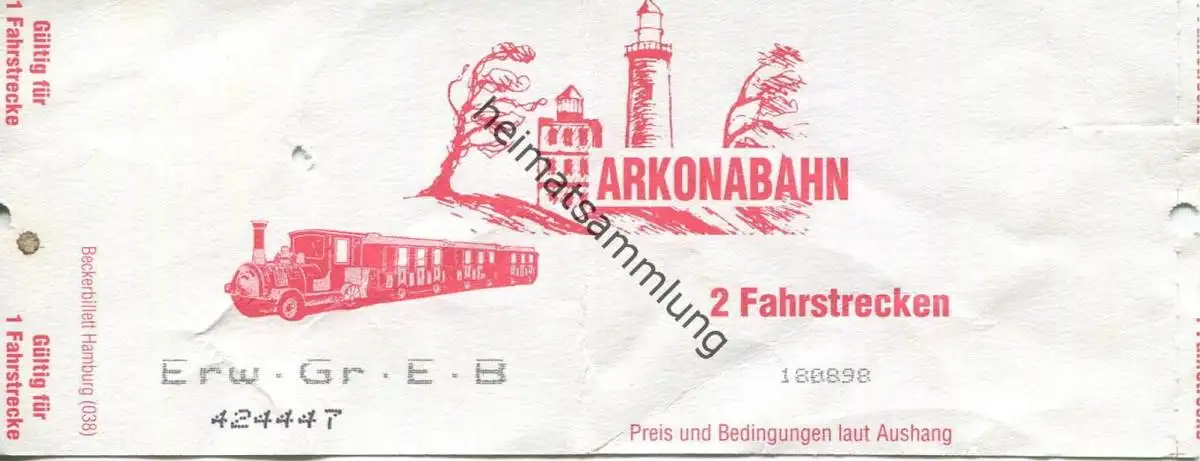 Gültig für
1 Fahrstrecke
Gültig für
1 Fahrstrecke
Beckerbillett Hamburg (038)
ARKONABAHN
heimatsammlung
2 Fahrstrecken
Erw.Gr.E.B
180898
424447
Preis und Bedingungen laut Aushang